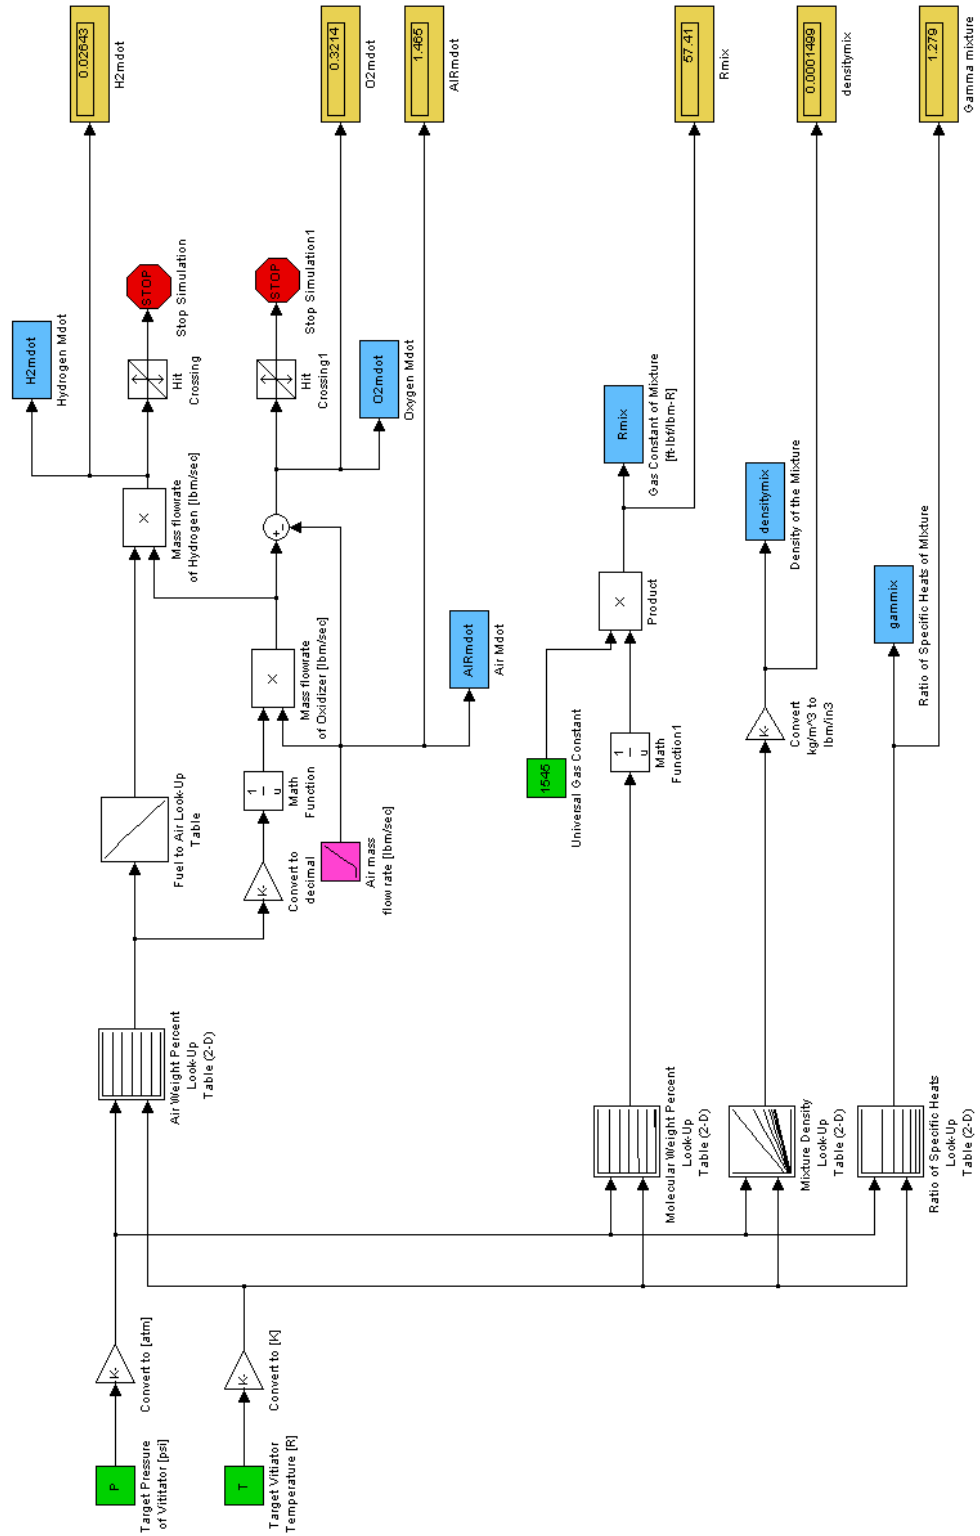 P
Target Pressure
of Vititator [psi]
K-
Convert to [atm]
T
Target Vitiator
Temperature [R]
K-
Convert to [K]
Air Weight Percent
Look-Up
Table (2-D)
Fuel to Air Look-Up
Table
K-
Convert to
decimal
1
u
Math
Function
Air mass
flow rate [lbm/sec]
×
Mass flowrate
of Hydrogen [lbm/sec]
×
Mass flowrate
of Oxidizer [lbm/sec]
+
-
H2mdot
Hydrogen Mdot
Hit
Crossing
STOP
Stop Simulation
Hit
Crossing1
STOP
Stop Simulation1
O2mdot
Oxygen Mdot
AIRmdot
Air Mdot
0.02643
H2mdot
0.3214
O2mdot
1.465
AIRmdot
Molecular Weight Percent
Look-Up
Table (2-D)
1545
Universal Gas Constant
1
u
Math
Function1
×
Product
Rmix
Gas Constant of Mixture
[ft-lbf/lbm-R]
57.41
Rmix
Mixture Density
Look-Up
Table (2-D)
K-
Convert
kg/m^3 to
lbm/in3
densitymix
Density of the Mixture
0.0001499
densitymix
Ratio of Specific Heats
Look-Up
Table (2-D)
gammix
Ratio of Specific Heats of Mixture
1.279
Gamma mixture